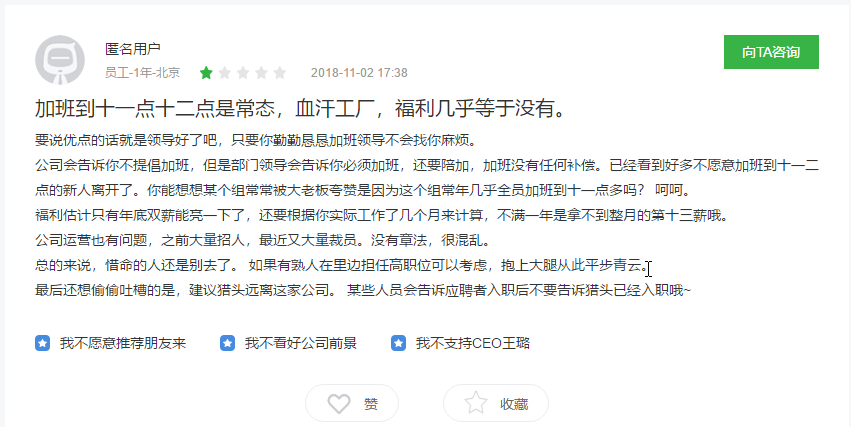 匿名用户
员工-1年-北京
2018-11-02 17:38
向TA咨询
加班到十一点十二点是常态，血汗工厂，福利几乎等于没有。
要说优点的话就是领导好了吧，只要你勤勤恳恳加班领导不会找你麻烦。
公司会告诉你不提倡加班，但是部门领导会告诉你必须加班，还要陪加，加班没有任何补偿。已经看到好多不愿意加班到十一二
点的新人离开了。你能想想某个组常常被大老板夸赞是因为这个组常年几乎全员加班到十一点多吗？ 呵呵。
福利估计只有年底双薪能亮一下了，还要根据你实际工作了几个月来计算，不满一年是拿不到整月的第十三薪哦。
公司运营也有问题，之前大量招人，最近又大量裁员。没有章法，很混乱。
总的来说，惜命的人还是别去了。 如果有熟人在里边担任高职位可以考虑，抱上大腿从此平步青云。
最后还想偷偷吐槽的是，建议猎头远离这家公司。 某些人员会告诉应聘者入职后不要告诉猎头已经入职哦~
我不愿意推荐朋友来
我不看好公司前景
我不支持CEO王璐
赞
收藏